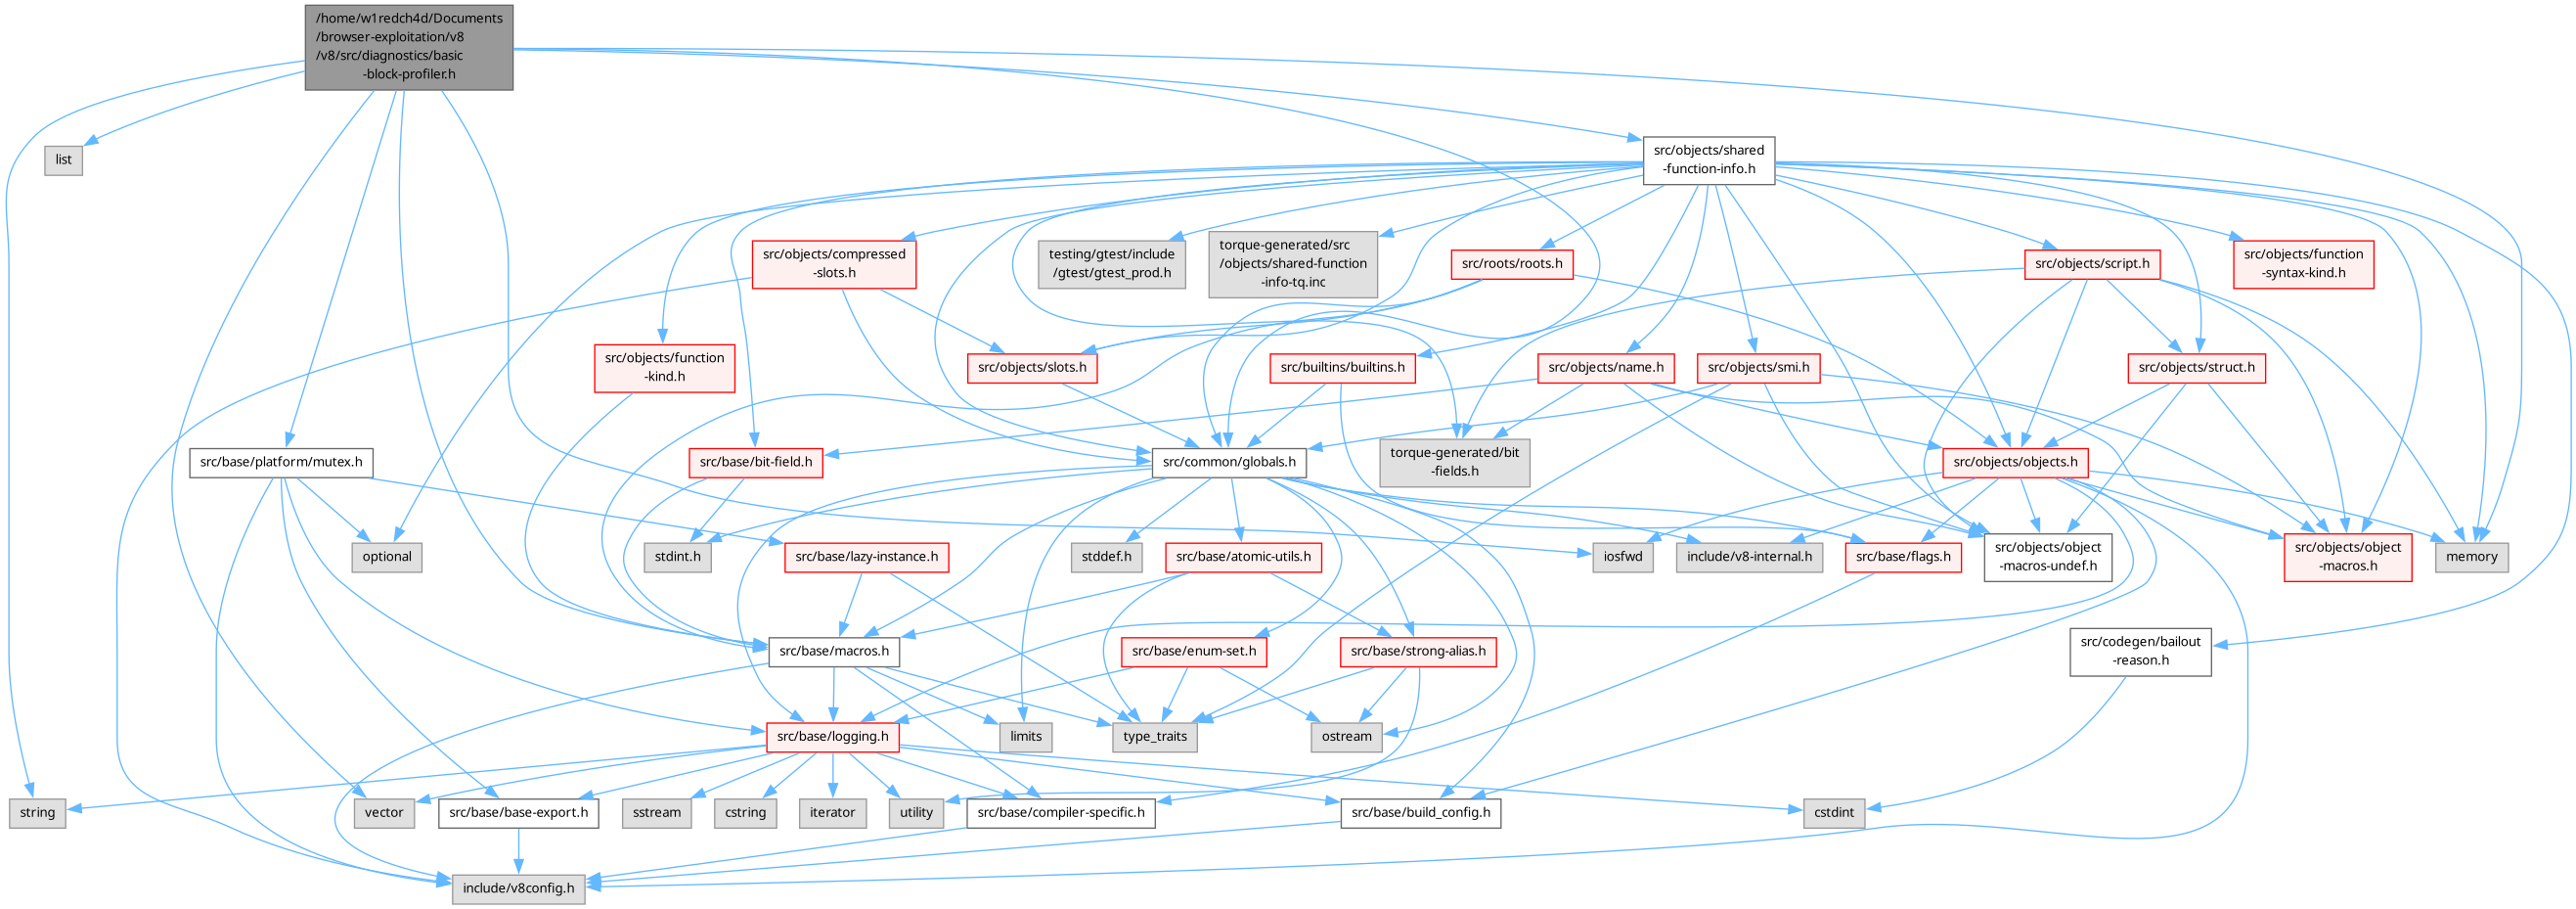 /home/w1redch4d/Documents
/browser-exploitation/v8
/v8/src/diagnostics/basic
-block-profiler.h
list
src/objects/shared
-function-info.h
src/objects/compressed
-slots.h
testing/gtest/include
/gtest/gtest_prod.h
torque-generated/src
/objects/shared-function
-info-tq.inc
src/roots/roots.h
src/objects/script.h
src/objects/function
-syntax-kind.h
src/objects/function
-kind.h
src/objects/slots.h
src/builtins/builtins.h
src/objects/name.h
src/objects/smi.h
src/objects/struct.h
src/base/platform/mutex.h
src/base/bit-field.h
src/common/globals.h
torque-generated/bit
-fields.h
src/objects/objects.h
optional
stdint.h
src/base/lazy-instance.h
stddef.h
src/base/atomic-utils.h
iosfwd
include/v8-internal.h
src/base/flags.h
src/objects/object
-macros-undef.h
src/objects/object
-macros.h
memory
src/base/macros.h
src/base/enum-set.h
src/base/strong-alias.h
src/codegen/bailout
-reason.h
src/base/logging.h
limits
type_traits
ostream
string
vector
src/base/base-export.h
sstream
cstring
iterator
utility
src/base/compiler-specific.h
src/base/build_config.h
cstdint
include/v8config.h